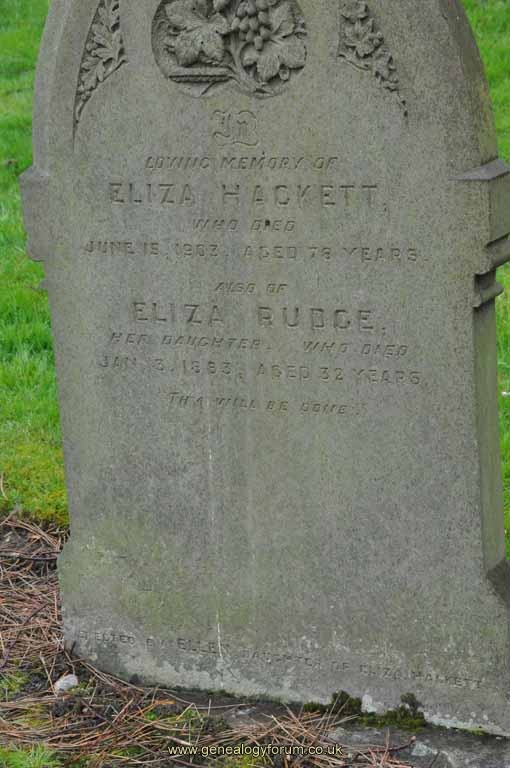 In
LOVING MEMORY OF
ELIZA HACKETT,
WHO DIED
JUNE 15, 1903, AGED 78 YEARS.
ALSO OF
ELIZA RUDGE,
HER DAUGHTER. WHO DIED
JAN 3, 1883, AGED 32 YEARS.
"THY WILL BE DONE."
ERECTED BY ELLEN DAUGHTER OF ELIZA HACKETT
www.genealogyforum.co.uk